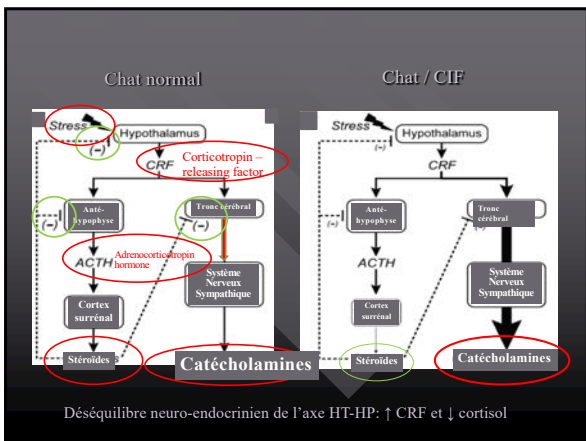 Chat normal
Stress
Hypothalamus
(-)
CRF
Corticotropin –
releasing factor
Anté-
hypophyse
(-)
Tronc cérébral
(-)
ACTH
Adrenocorticotropin
hormone
Système
Nerveux
Sympathique
Cortex
surrénal
Stéroïdes
Catécholamines
Chat / CIF
Stress
Hypothalamus
(-)
CRF
Anté-
hypophyse
(-)
Tronc
cérébral
(-)
ACTH
Système
Nerveux
Sympathique
Cortex
surrénal
Stéroïdes
Catécholamines
Déséquilibre neuro-endocrinien de l'axe HT-HP: ↑ CRF et ↓ cortisol